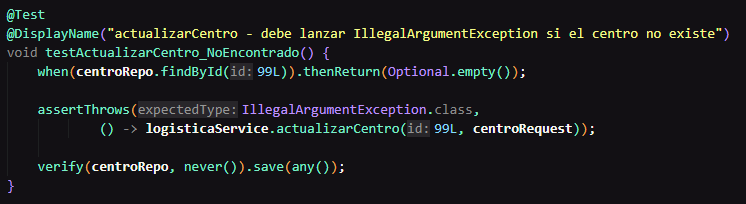 @Test
@DisplayName("actualizarCentro - debe lanzar IllegalArgumentException si el centro no existe")
void testActualizarCentro_NoEncontrado() {
    when(centroRepo.findById(id: 99L)).thenReturn(Optional.empty());

    assertThrows(expectedType: IllegalArgumentException.class,
            () -> logisticaService.actualizarCentro(id: 99L, centroRequest));

    verify(centroRepo, never()).save(any());
}